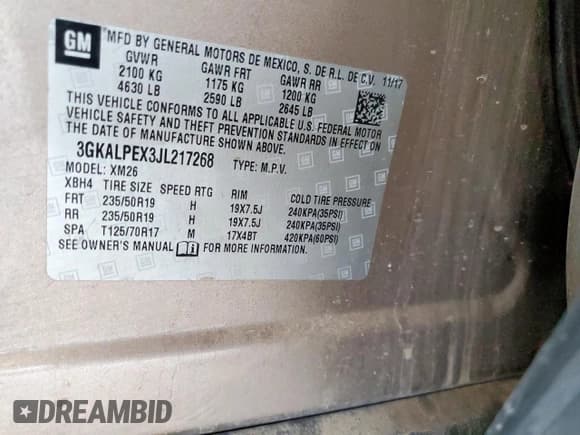 GM
MFD BY GENERAL MOTORS DE MEXICO, S. DE R.L. DE C.V. 11/17
GVWR GAWR FRT GAWR RR
2100 KG 1175 KG 1200 KG
4630 LB 2590 LB 2645 LB
THIS VEHICLE CONFORMS TO ALL APPLICABLE U.S. FEDERAL MOTOR
VEHICLE SAFETY AND THEFT PREVENTION STANDARDS IN EFFECT ON
THE DATE OF MANUFACTURE SHOWN ABOVE.
3GKALPEX3JL217268 TYPE: M.P.V.
MODEL: XM26
XBH4 TIRE SIZE SPEED RTG RIM COLD TIRE PRESSURE
FRT 235/50R19 H 19X7.5J 240KPA(35PSI)
RR 235/50R19 H 19X7.5J 240KPA(35PSI)
SPA T125/70R17 M 17X4BT 420KPA(60PSI)
SEE OWNER'S MANUAL FOR MORE INFORMATION.
DREAMBID